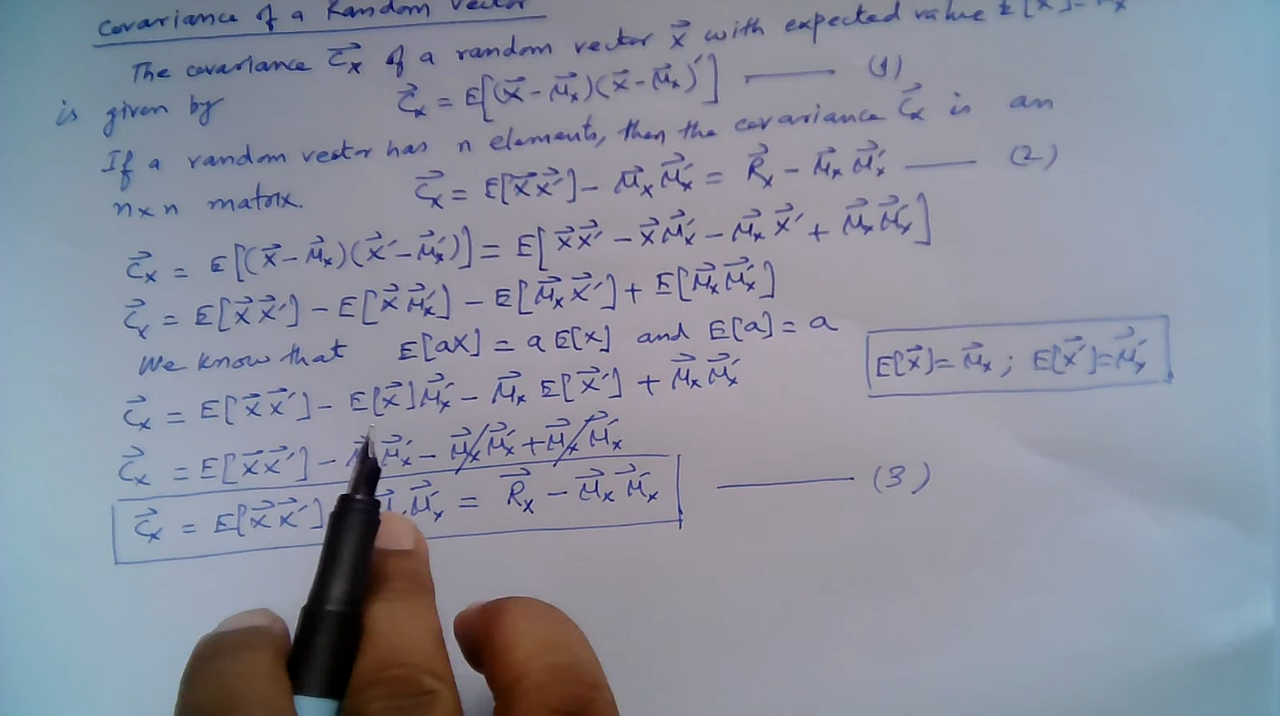 Covariance of a Random Vector
The covariance C⃗x of a random vector x⃗ with expected value E[x⃗]=μ⃗x
is given by C⃗x = E[(x⃗-μ⃗x)(x⃗-μ⃗x)′] —— (1)
If a random vector has n elements, then the covariance C⃗x is an
nxn matrix. C⃗x = E[x⃗x⃗′] - μ⃗xμ⃗x′ = R⃗x - μ⃗xμ⃗x′ —— (2)
C⃗x = E[(x⃗-μ⃗x)(x⃗′-μ⃗x′)] = E[x⃗x⃗′ - x⃗μ⃗x′ - μ⃗xx⃗′ + μ⃗xμ⃗x′]
C⃗x = E[x⃗x⃗′] - E[x⃗μ⃗x′] - E[μ⃗xx⃗′] + E[μ⃗xμ⃗x′]
We know that E[ax] = a E[x] and E[a] = a
E[x⃗]=μ⃗x ; E[x⃗′]=μ⃗x′
C⃗x = E[x⃗x⃗′] - E[x⃗]μ⃗x′ - μ⃗x E[x⃗′] + μ⃗xμ⃗x′
C⃗x = E[x⃗x⃗′] - μ⃗x′ - μ⃗xμ⃗x′ + μ⃗xμ⃗x′
C⃗x = E[x⃗x⃗′] μ⃗x′ = R⃗x - μ⃗xμ⃗x′ —— (3)